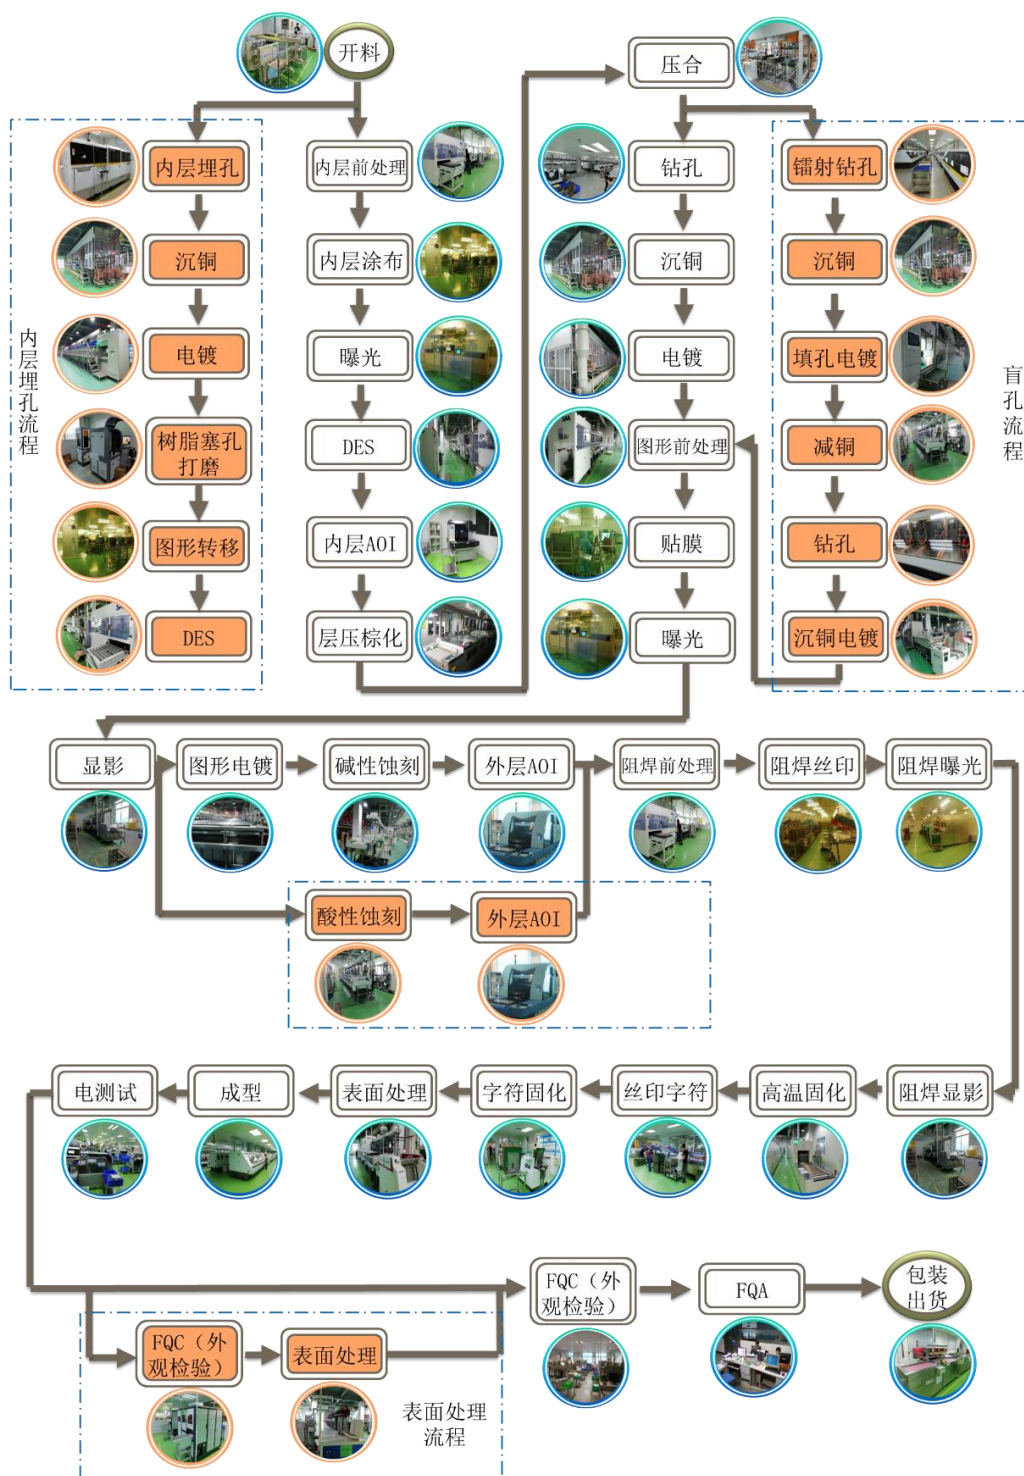 开料
内层埋孔
沉铜
电镀
树脂塞孔
打磨
图形转移
DES
内层埋孔流程
内层前处理
内层涂布
曝光
DES
内层AOI
层压棕化
压合
钻孔
沉铜
电镀
图形前处理
贴膜
曝光
镭射钻孔
沉铜
填孔电镀
减铜
钻孔
沉铜电镀
盲孔流程
显影
图形电镀
碱性蚀刻
外层AOI
阻焊前处理
阻焊丝印
阻焊曝光
酸性蚀刻
外层AOI
电测试
成型
表面处理
字符固化
丝印字符
高温固化
阻焊显影
FQC（外
观检验）
FQA
包装
出货
FQC（外
观检验）
表面处理
表面处理
流程